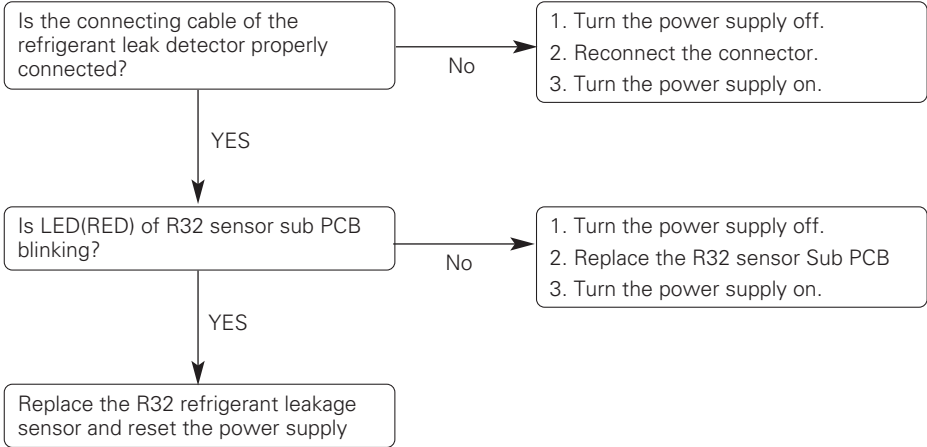 Is the connecting cable of the
refrigerant leak detector properly
connected?
No
1. Turn the power supply off.
2. Reconnect the connector.
3. Turn the power supply on.
YES
Is LED(RED) of R32 sensor sub PCB
blinking?
No
1. Turn the power supply off.
2. Replace the R32 sensor Sub PCB
3. Turn the power supply on.
YES
Replace the R32 refrigerant leakage
sensor and reset the power supply